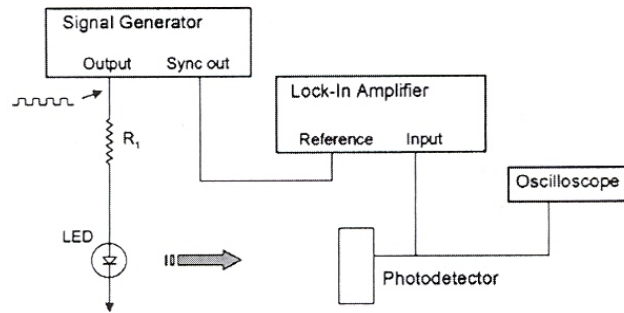 Signal Generator
Output
Sync out
Lock-In Amplifier
Reference
Input
R1
Oscilloscope
LED
Photodetector